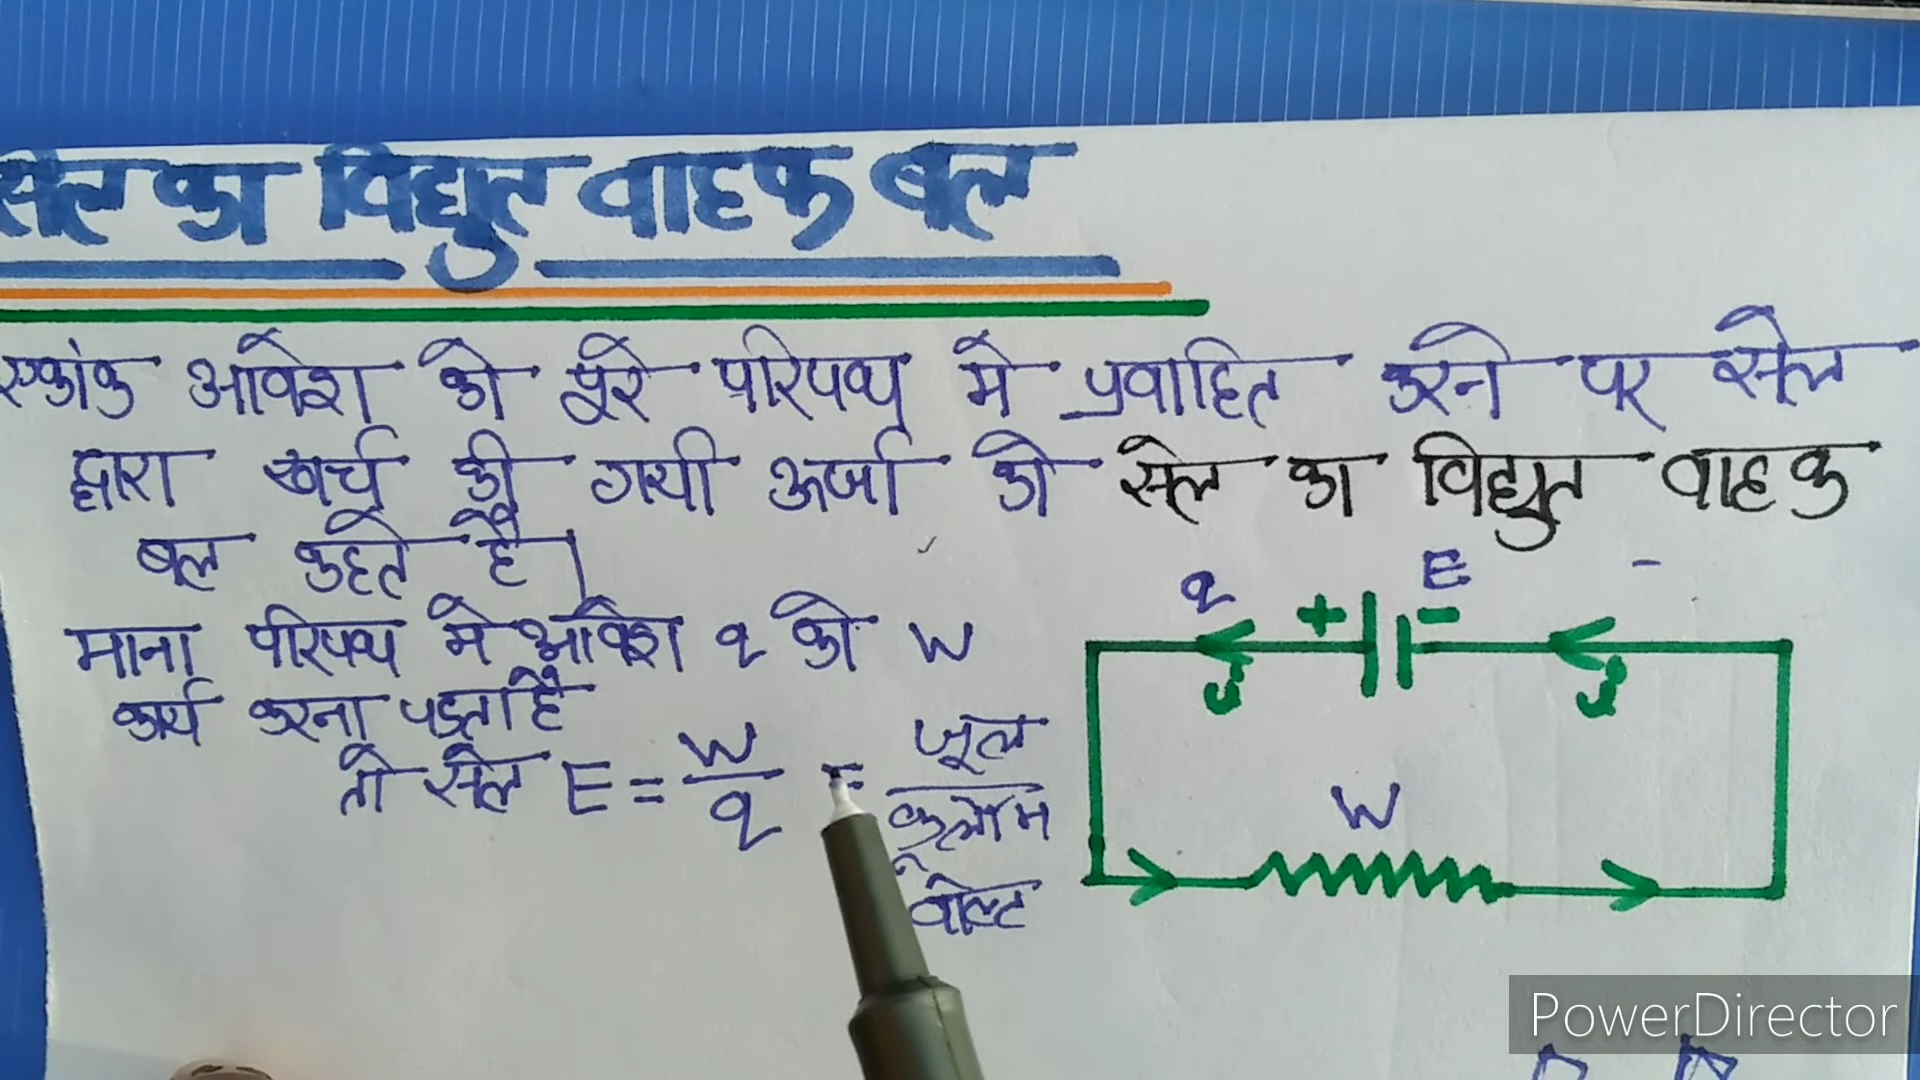 सेल का विद्युत वाहक बल
एकांक आवेश को पूरे परिपथ में प्रवाहित करने पर सेल
द्वारा खर्च की गयी ऊर्जा को सेल का विद्युत वाहक
बल कहते है।
माना परिपथ मे आवेश q को W
कार्य करना पड़ता है
तो सेल E = W/q = जूल/कूलॉम
वोल्ट
q E
+ -
i i
W
PowerDirector